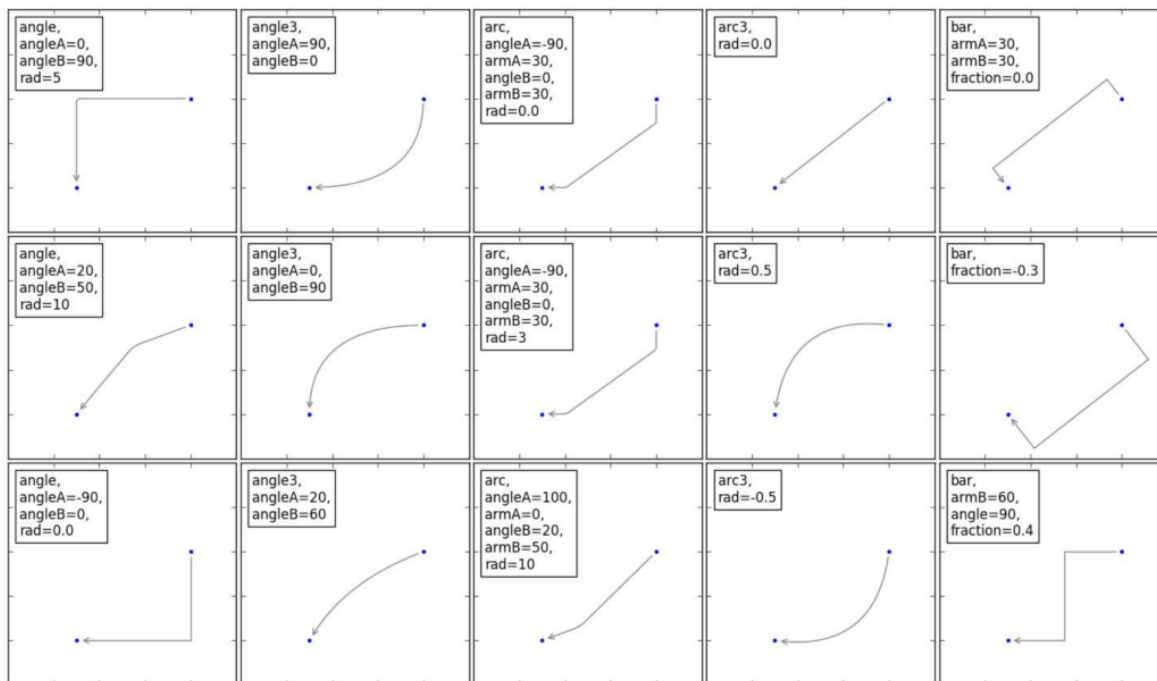 angle,
angleA=0,
angleB=90,
rad=5
angle3,
angleA=90,
angleB=0
arc,
angleA=-90,
armA=30,
angleB=0,
armB=30,
rad=0.0
arc3,
rad=0.0
bar,
armA=30,
armB=30,
fraction=0.0
angle,
angleA=20,
angleB=50,
rad=10
angle3,
angleA=0,
angleB=90
arc,
angleA=-90,
armA=30,
angleB=0,
armB=30,
rad=3
arc3,
rad=0.5
bar,
fraction=-0.3
angle,
angleA=-90,
angleB=0,
rad=0.0
angle3,
angleA=20,
angleB=60
arc,
angleA=100,
armA=0,
angleB=20,
armB=50,
rad=10
arc3,
rad=-0.5
bar,
armB=60,
angle=90,
fraction=0.4